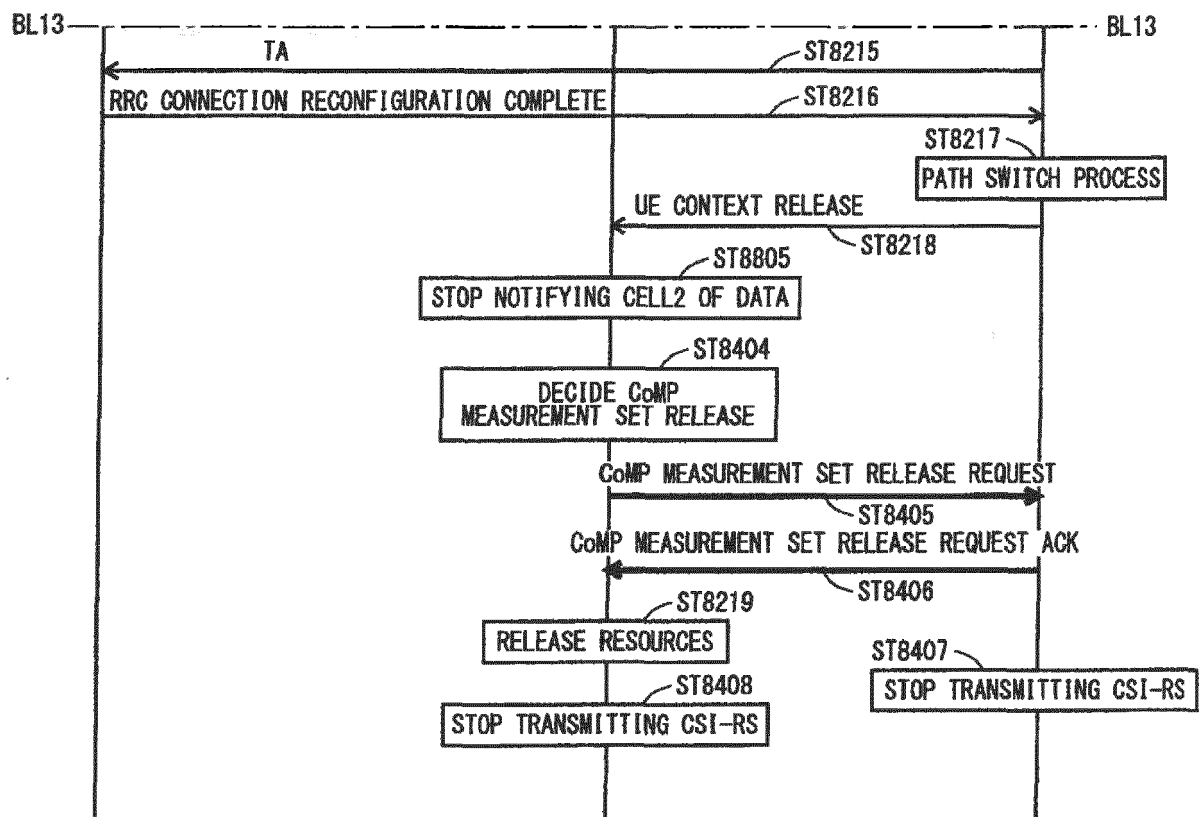 BL13
BL13
TA
ST8215
RRC CONNECTION RECONFIGURATION COMPLETE
ST8216
ST8217
PATH SWITCH PROCESS
UE CONTEXT RELEASE
ST8218
ST8805
STOP NOTIFYING CELL2 OF DATA
ST8404
DECIDE CoMP
MEASUREMENT SET RELEASE
CoMP MEASUREMENT SET RELEASE REQUEST
ST8405
CoMP MEASUREMENT SET RELEASE REQUEST ACK
ST8406
ST8219
RELEASE RESOURCES
ST8407
STOP TRANSMITTING CSI-RS
ST8408
STOP TRANSMITTING CSI-RS